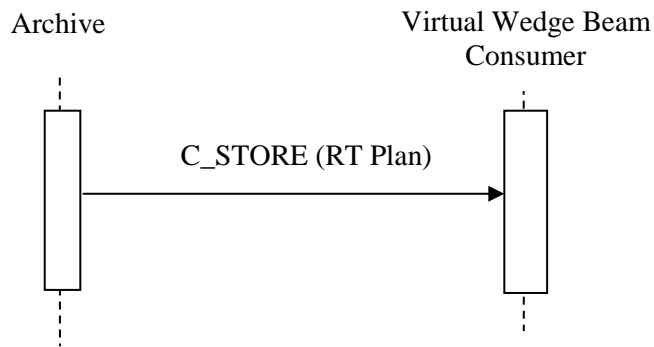 Archive
Virtual Wedge Beam
Consumer
C_STORE (RT Plan)